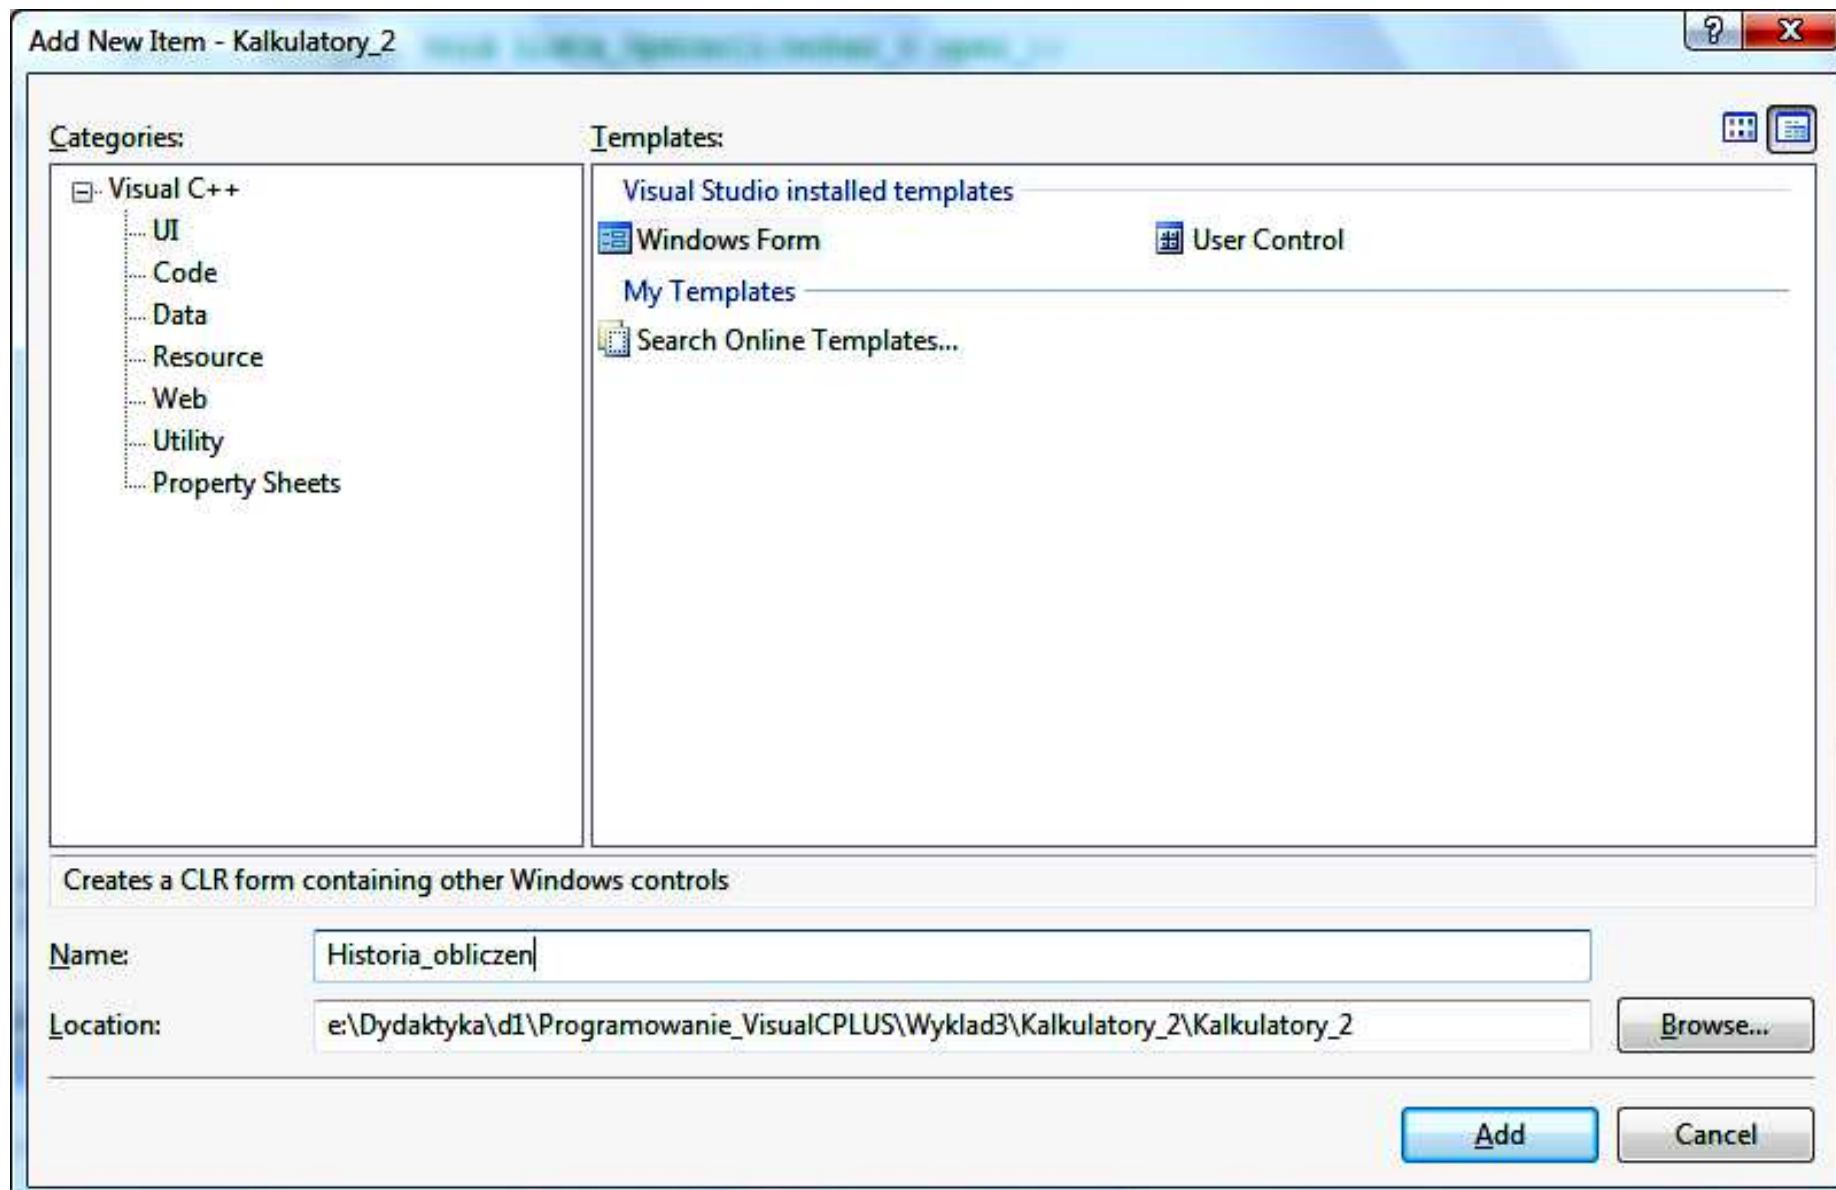 Add New Item - Kalkulatory_2
Categories:
Templates:
Visual C++
UI
Code
Data
Resource
Web
Utility
Property Sheets
Visual Studio installed templates
Windows Form
User Control
My Templates
Search Online Templates...
Creates a CLR form containing other Windows controls
Name:
Historia_obliczen
Location:
e:\Dydaktyka\d1\Programowanie_VisualCPLUS\Wyklad3\Kalkulatory_2\Kalkulatory_2
Browse...
Add
Cancel